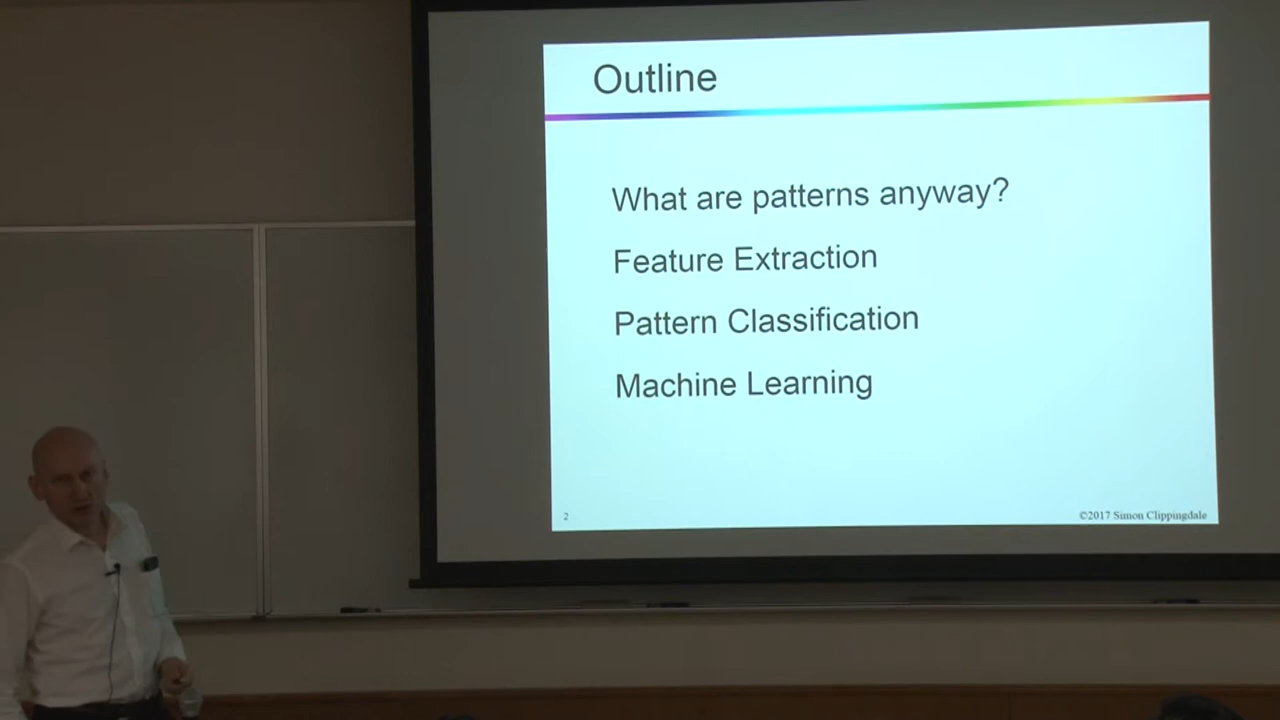 Outline
What are patterns anyway?
Feature Extraction
Pattern Classification
Machine Learning
2
©2017 Simon Clippingdale